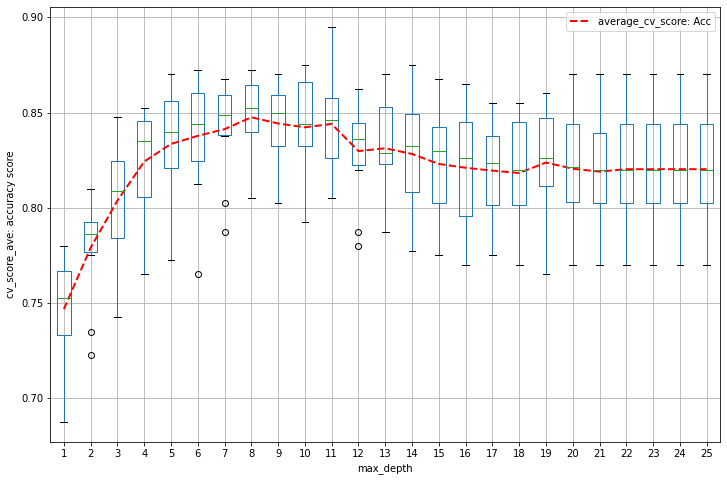 average_cv_score: Acc
0.90
0.85
0.80
0.75
0.70
cv_score_ave: accuracy score
1 2 3 4 5 6 7 8 9 10 11 12 13 14 15 16 17 18 19 20 21 22 23 24 25
max_depth